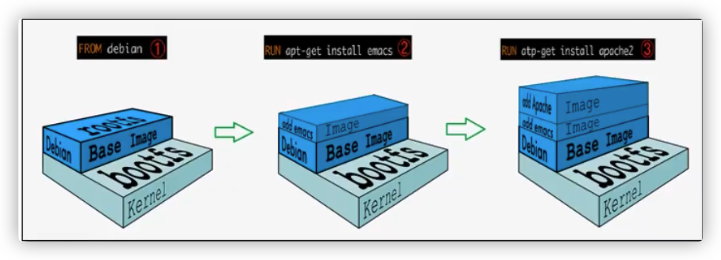 FROM debian ①
RUN apt-get install emacs ②
RUN atp-get install apache2 ③
rootfs
Debian Base Image
bootfs
Kernel
Image
add emacs
Debian Base Image
bootfs
Kernel
add Apache Image
add emacs Image
Debian Base Image
bootfs
Kernel